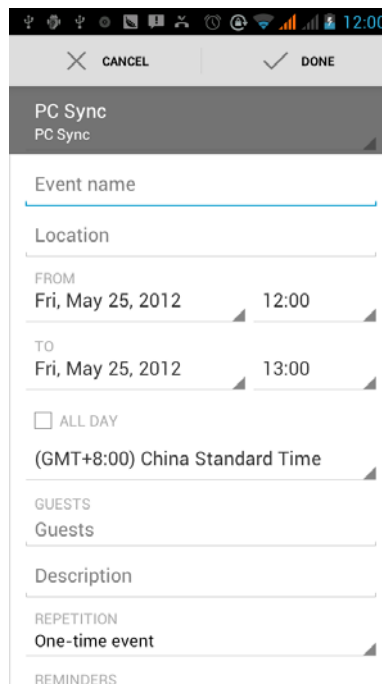 12:00
CANCEL DONE
PC Sync
PC Sync
Event name
Location
FROM
Fri, May 25, 2012 12:00
TO
Fri, May 25, 2012 13:00
ALL DAY
(GMT+8:00) China Standard Time
GUESTS
Guests
Description
REPETITION
One-time event
REMINDERS